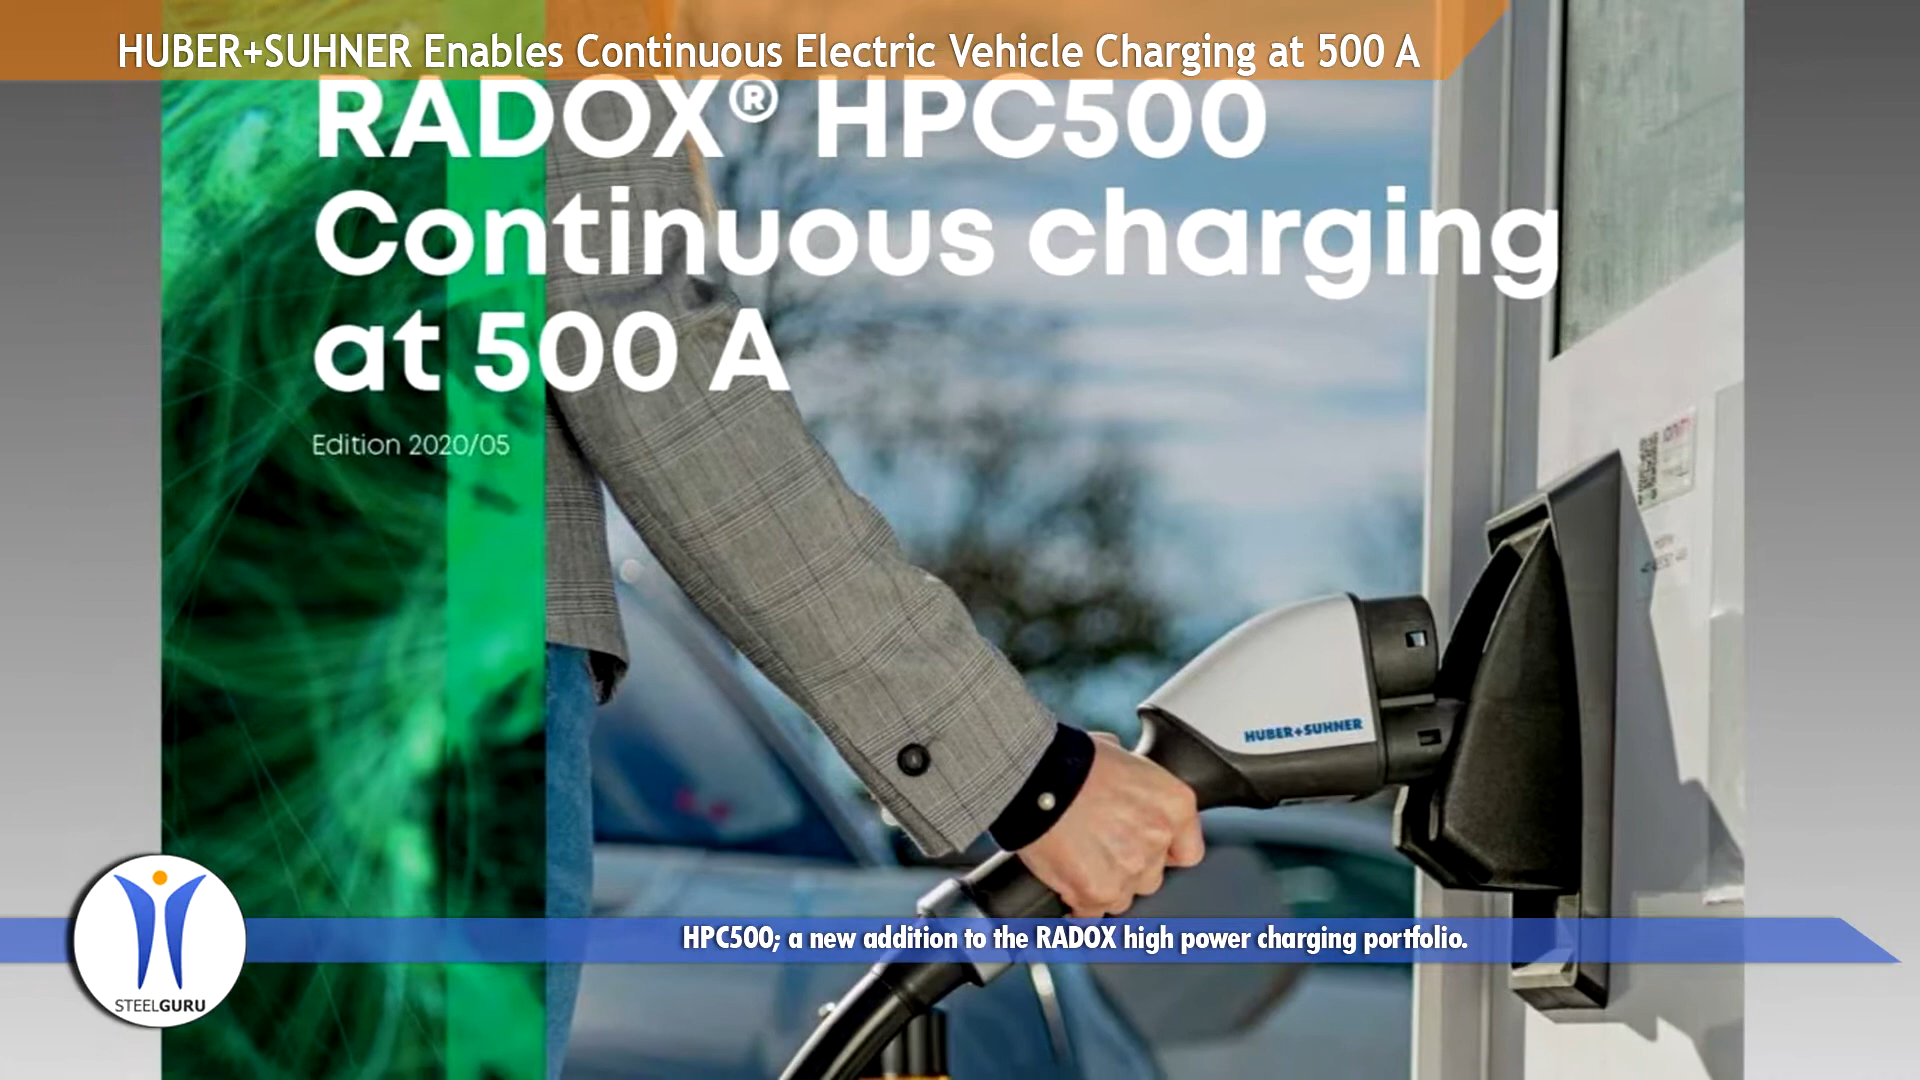 HUBER+SUHNER Enables Continuous Electric Vehicle Charging at 500 A
RADOX® HPC500
Continuous charging
at 500 A
Edition 2020/05
HUBER+SUHNER
HPC500; a new addition to the RADOX high power charging portfolio.
STEELGURU